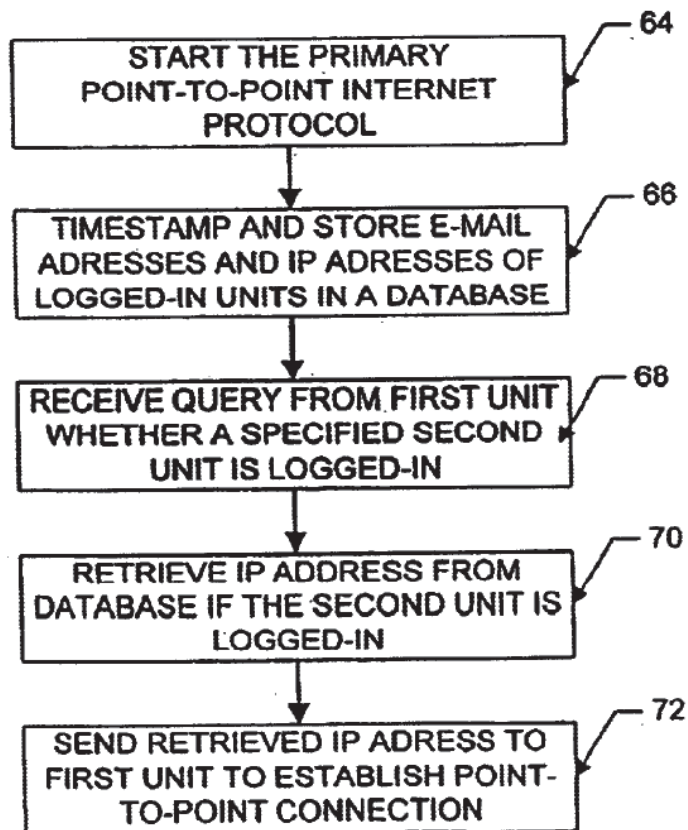 START THE PRIMARY
POINT-TO-POINT INTERNET
PROTOCOL
64
TIMESTAMP AND STORE E-MAIL
ADRESSES AND IP ADRESSES OF
LOGGED-IN UNITS IN A DATABASE
66
RECEIVE QUERY FROM FIRST UNIT
WHETHER A SPECIFIED SECOND
UNIT IS LOGGED-IN
68
RETRIEVE IP ADDRESS FROM
DATABASE IF THE SECOND UNIT IS
LOGGED-IN
70
SEND RETRIEVED IP ADRESS TO
FIRST UNIT TO ESTABLISH POINT-
TO-POINT CONNECTION
72